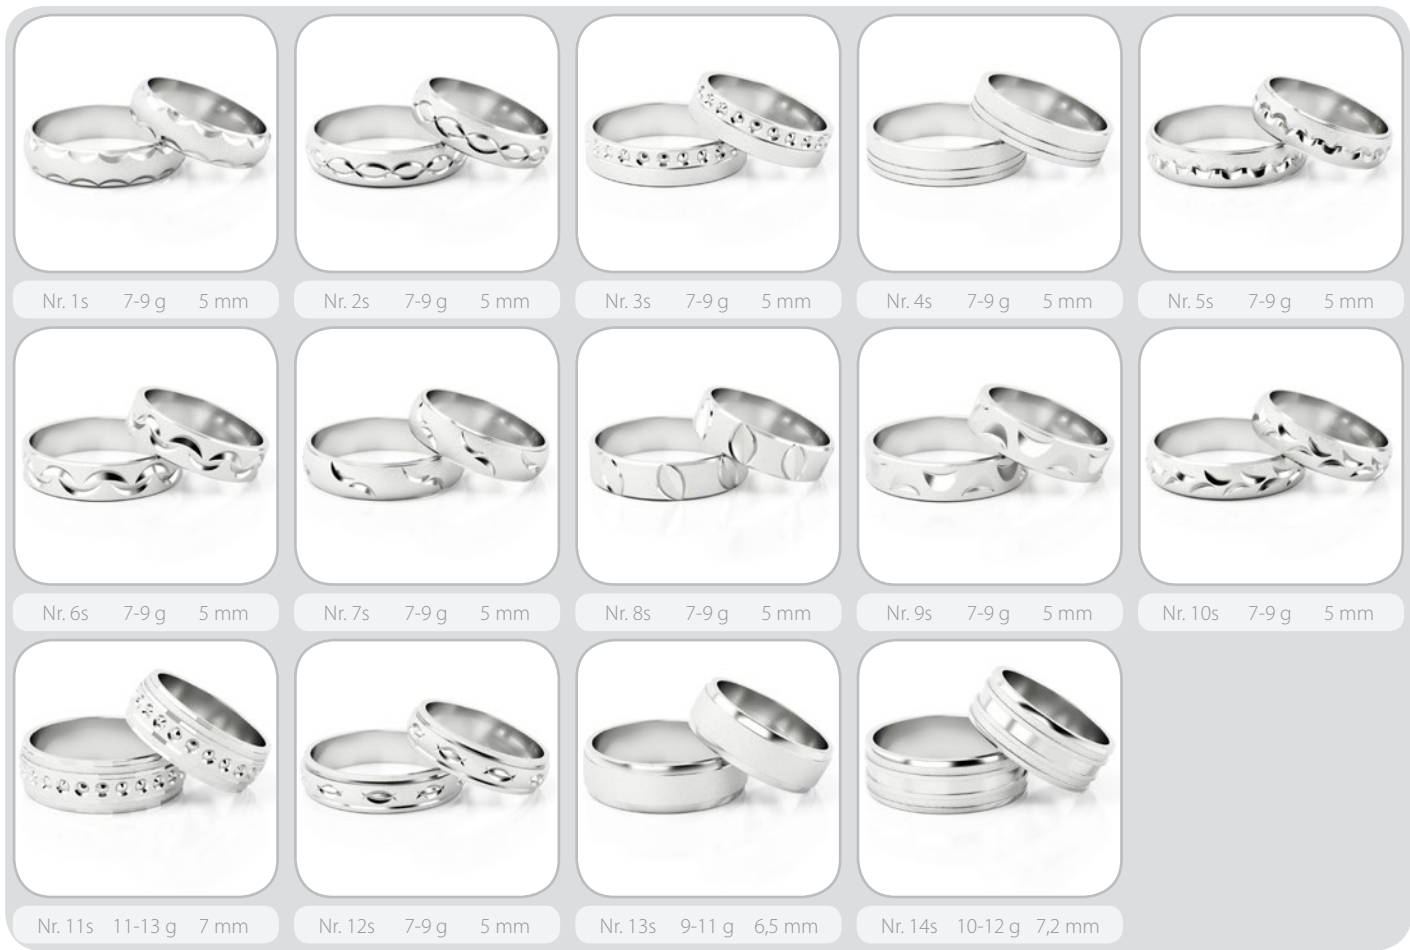 Nr. 1s 7-9 g 5 mm
Nr. 2s 7-9 g 5 mm
Nr. 3s 7-9 g 5 mm
Nr. 4s 7-9 g 5 mm
Nr. 5s 7-9 g 5 mm
Nr. 6s 7-9 g 5 mm
Nr. 7s 7-9 g 5 mm
Nr. 8s 7-9 g 5 mm
Nr. 9s 7-9 g 5 mm
Nr. 10s 7-9 g 5 mm
Nr. 11s 11-13 g 7 mm
Nr. 12s 7-9 g 5 mm
Nr. 13s 9-11 g 6,5 mm
Nr. 14s 10-12 g 7,2 mm